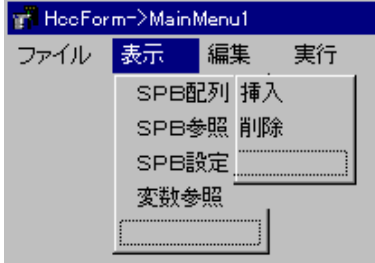 HccForm->MainMenu1
ファイル 表示 編集 実行
SPB配列 挿入
SPB参照 削除
SPB設定
変数参照